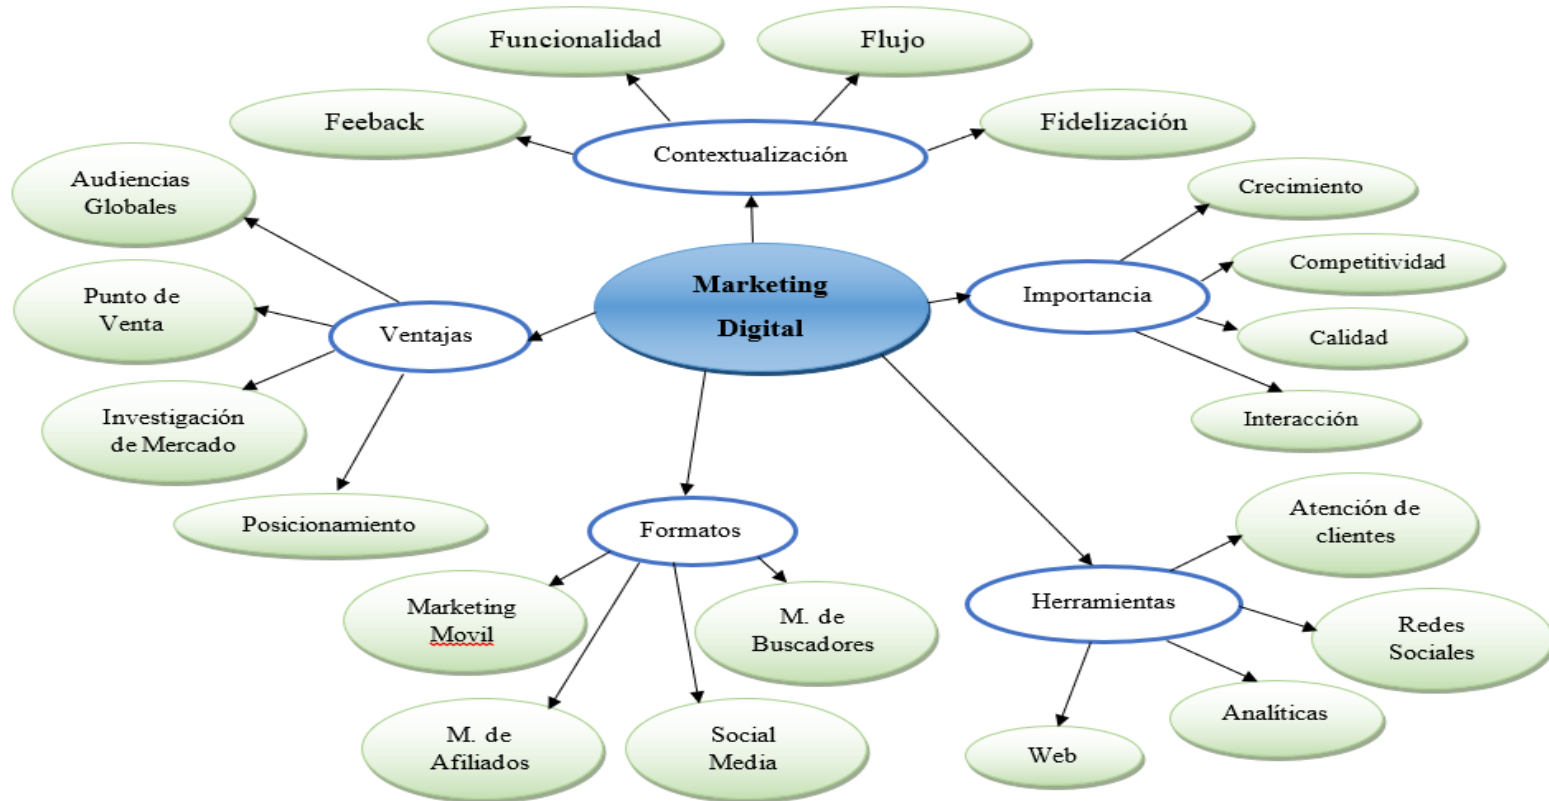 Funcionalidad
Flujo
Feeback
Fidelización
Contextualización
Audiencias
Globales
Crecimiento
Competitividad
Marketing
Digital
Importancia
Punto de
Venta
Ventajas
Calidad
Investigación
de Mercado
Interacción
Posicionamiento
Formatos
Atención de
clientes
Marketing
Movil
M. de
Buscadores
Herramientas
Redes
Sociales
M. de
Afiliados
Social
Media
Analíticas
Web